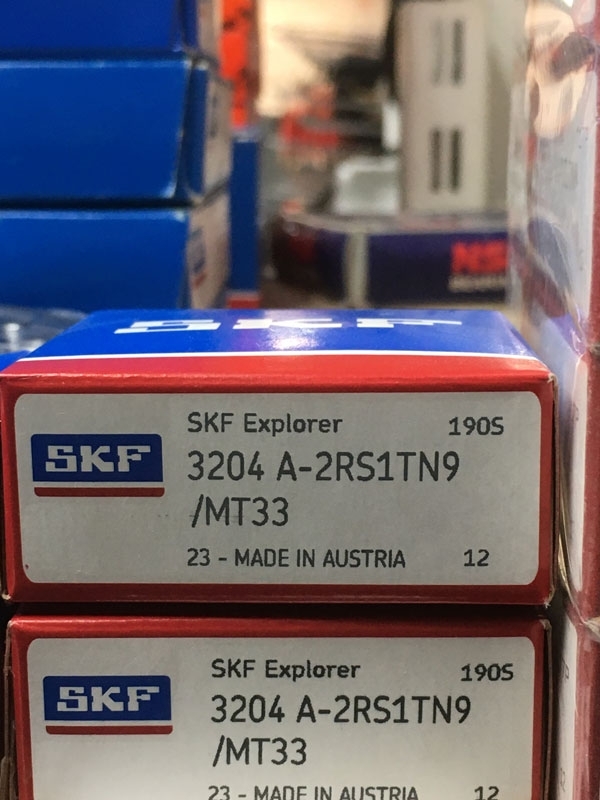 NS
SKF
SKF Explorer 190S
SKF
3204 A-2RS1TN9
/MT33
23 - MADE IN AUSTRIA 12
SKF Explorer 190S
SKF
3204 A-2RS1TN9
/MT33
23 - MADE IN AUSTRIA 12